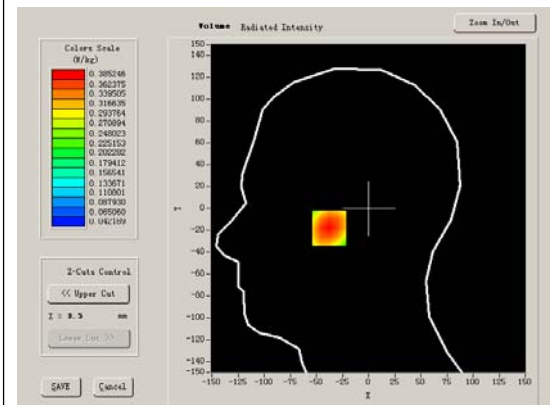 Volume Radiated Intensity
Zoom In/Out
Colors Scale
(W/kg)
0.385246
0.362375
0.339505
0.316635
0.293764
0.270894
0.248023
0.225153
0.202282
0.179412
0.156541
0.133671
0.110801
0.087930
0.065060
0.042189
Z-Cuts Control
<< Upper Cut
mm
Lower Cut >>
SAVE Cancel
150
140
120
100
80
60
40
20
0
-20
-40
-60
-80
-100
-120
-140
-150
Y
-150 -125 -100 -75 -50 -25 0 25 50 75 100 125 150
X